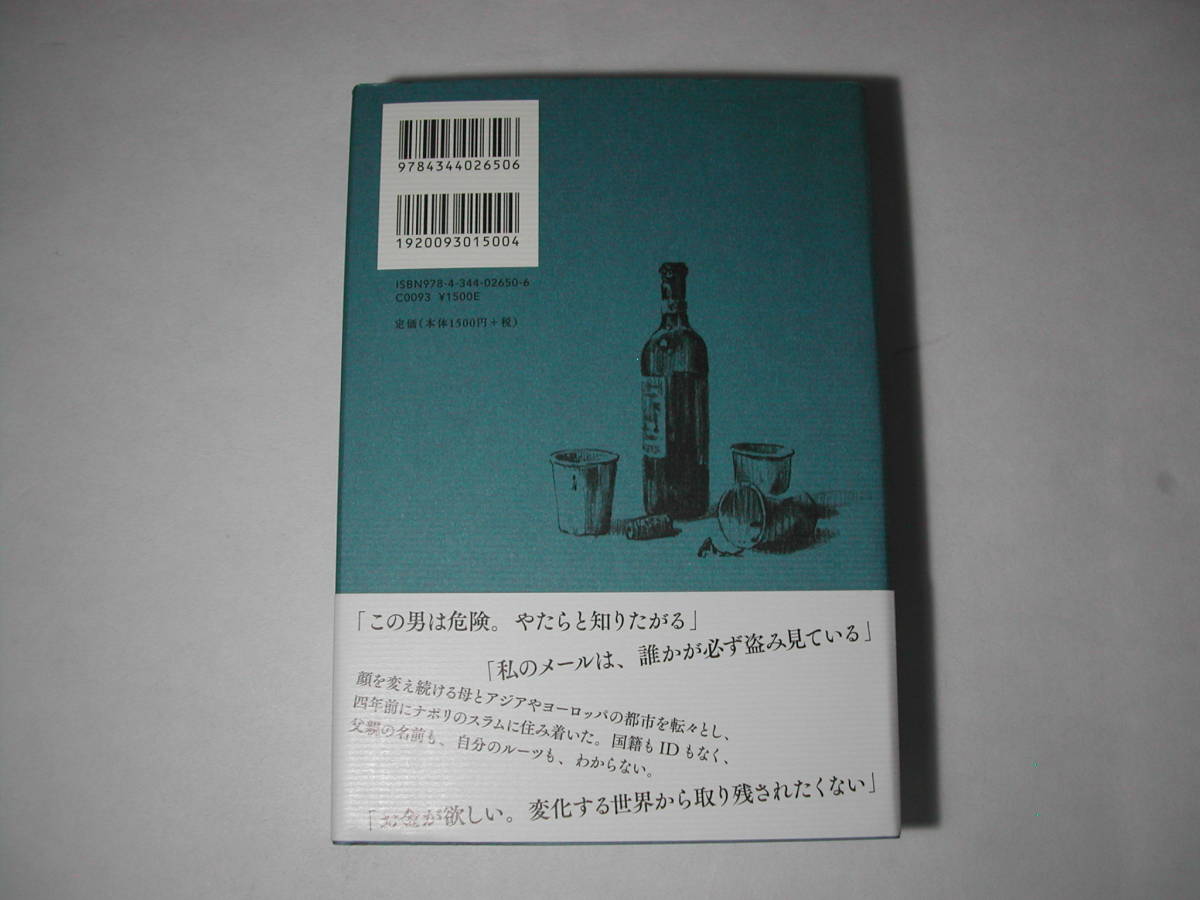 9784344026506
1920093015004
ISBN978-4-344-02650-6
C0093 ¥1500E
定価(本体1500円+税)
「この男は危険。やたらと知りたがる」
「私のメールは、誰かが必ず盗み見ている」
顔を変え続ける母とアジアやヨーロッパの都市を転々とし、
四年前にナポリのスラムに住み着いた。国籍もIDもなく、
父親の名前も、自分のルーツも、わからない。
「お金が欲しい。変化する世界から取り残されたくない」